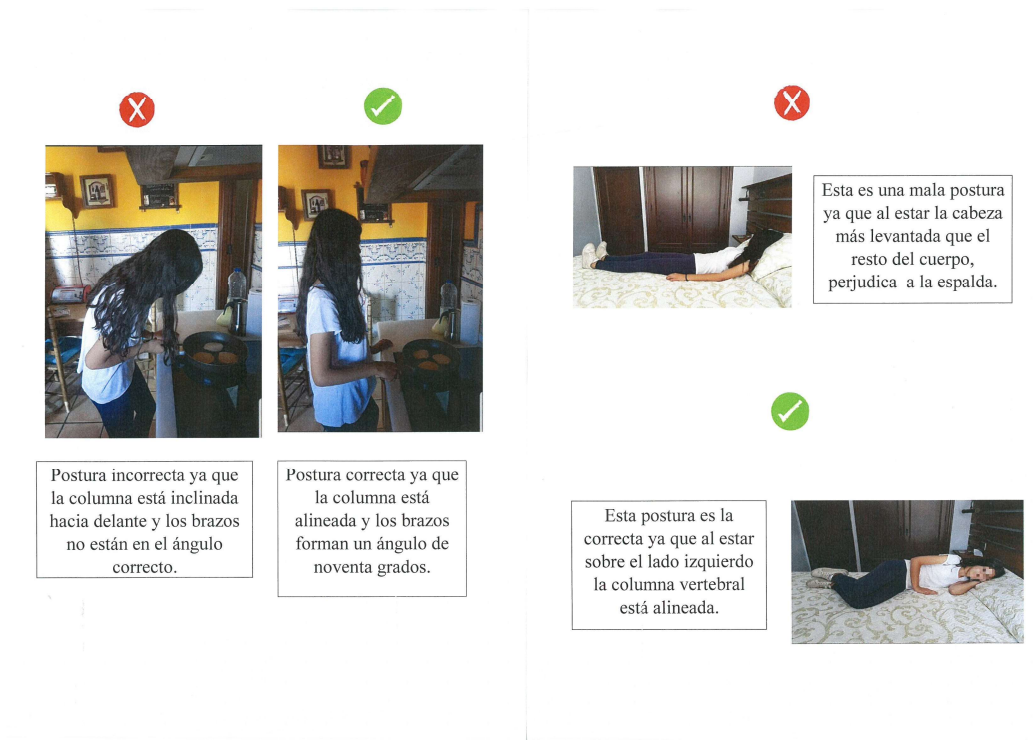 Postura incorrecta ya que
la columna está inclinada
hacia delante y los brazos
no están en el ángulo
correcto.
Postura correcta ya que
la columna está
alineada y los brazos
forman un ángulo de
noventa grados.
Esta es una mala postura
ya que al estar la cabeza
más levantada que el
resto del cuerpo,
perjudica a la espalda.
Esta postura es la
correcta ya que al estar
sobre el lado izquierdo
la columna vertebral
está alineada.